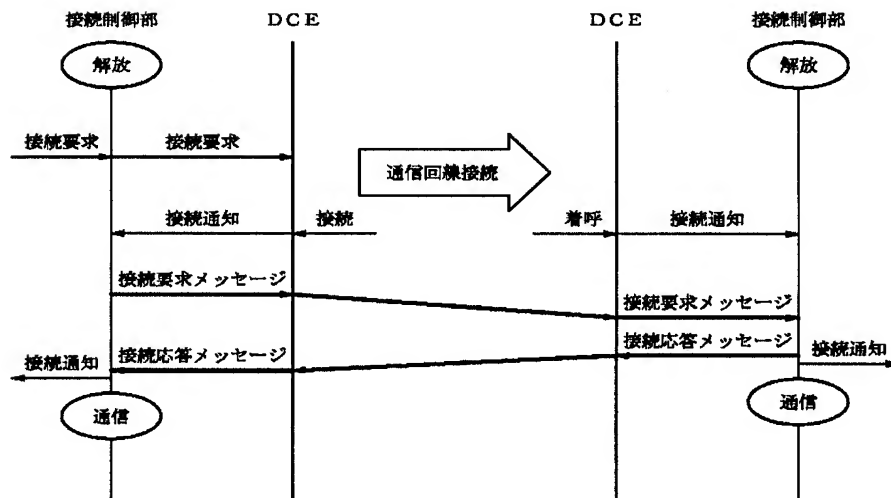 接続制御部 DCE DCE 接続制御部
解放 解放
接続要求 接続要求
通信回線接続
接続通知 接続 着呼 接続通知
接続要求メッセージ
接続要求メッセージ
接続応答メッセージ 接続応答メッセージ
接続通知 接続通知
通信 通信